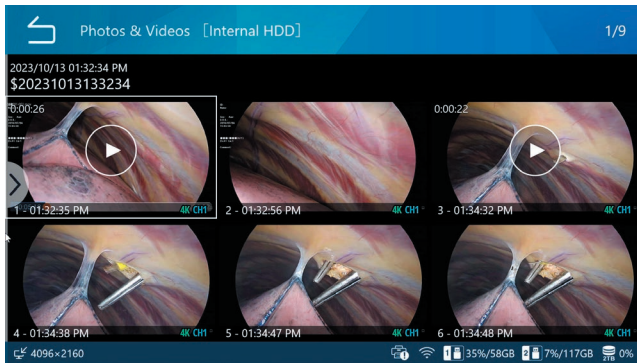 Photos & Videos [Internal HDD]
1/9
2023/10/13 01:32:34 PM
$20231013133234
0:00:26
0:00:22
1 - 01:32:35 PM 4K CH1
2 - 01:32:56 PM 4K CH1
3 - 01:34:32 PM 4K CH1
4 - 01:34:38 PM 4K CH1
5 - 01:34:47 PM 4K CH1
6 - 01:34:52 PM 4K CH1
4096×2160
1 35%/58GB 2 7%/117GB 2TB 0%